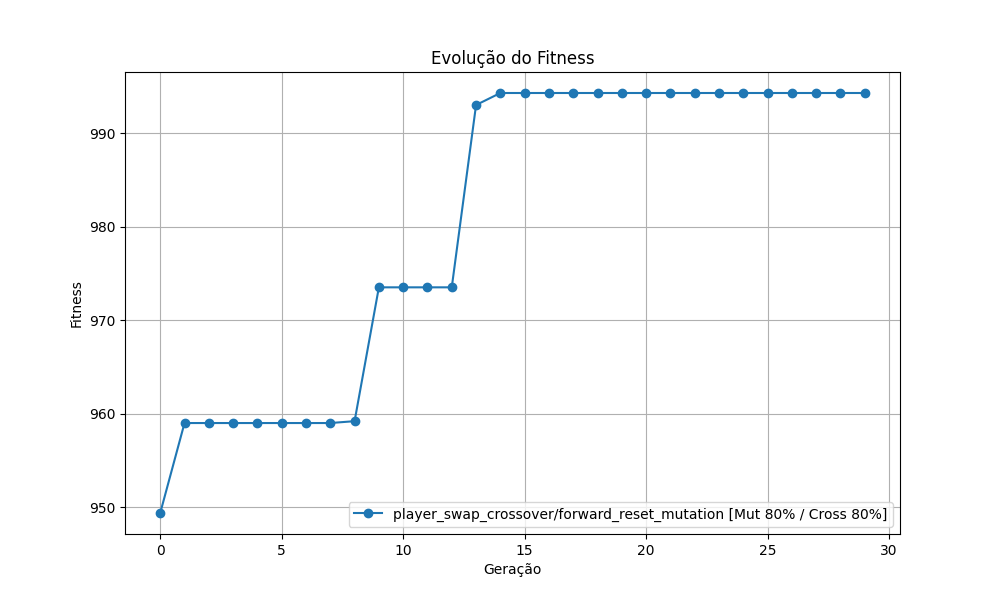 Evolução do Fitness
Fitness
990
980
970
960
950
player_swap_crossover/forward_reset_mutation [Mut 80% / Cross 80%]
0 5 10 15 20 25 30
Geração